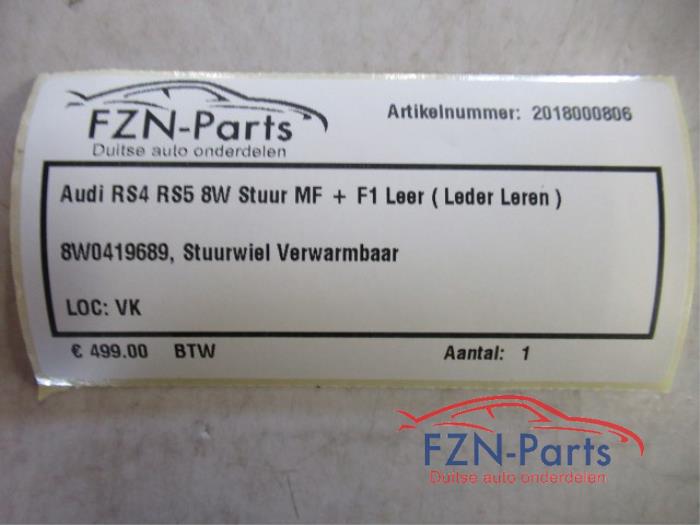 FZN-Parts
Duitse auto onderdelen
Artikelnummer: 2018000806
Audi RS4 RS5 8W Stuur MF + F1 Leer ( Leder Leren )
8W0419689, Stuurwiel Verwarmbaar
LOC: VK
€ 499.00 BTW Aantal: 1
FZN-Parts
Duitse auto onderdelen